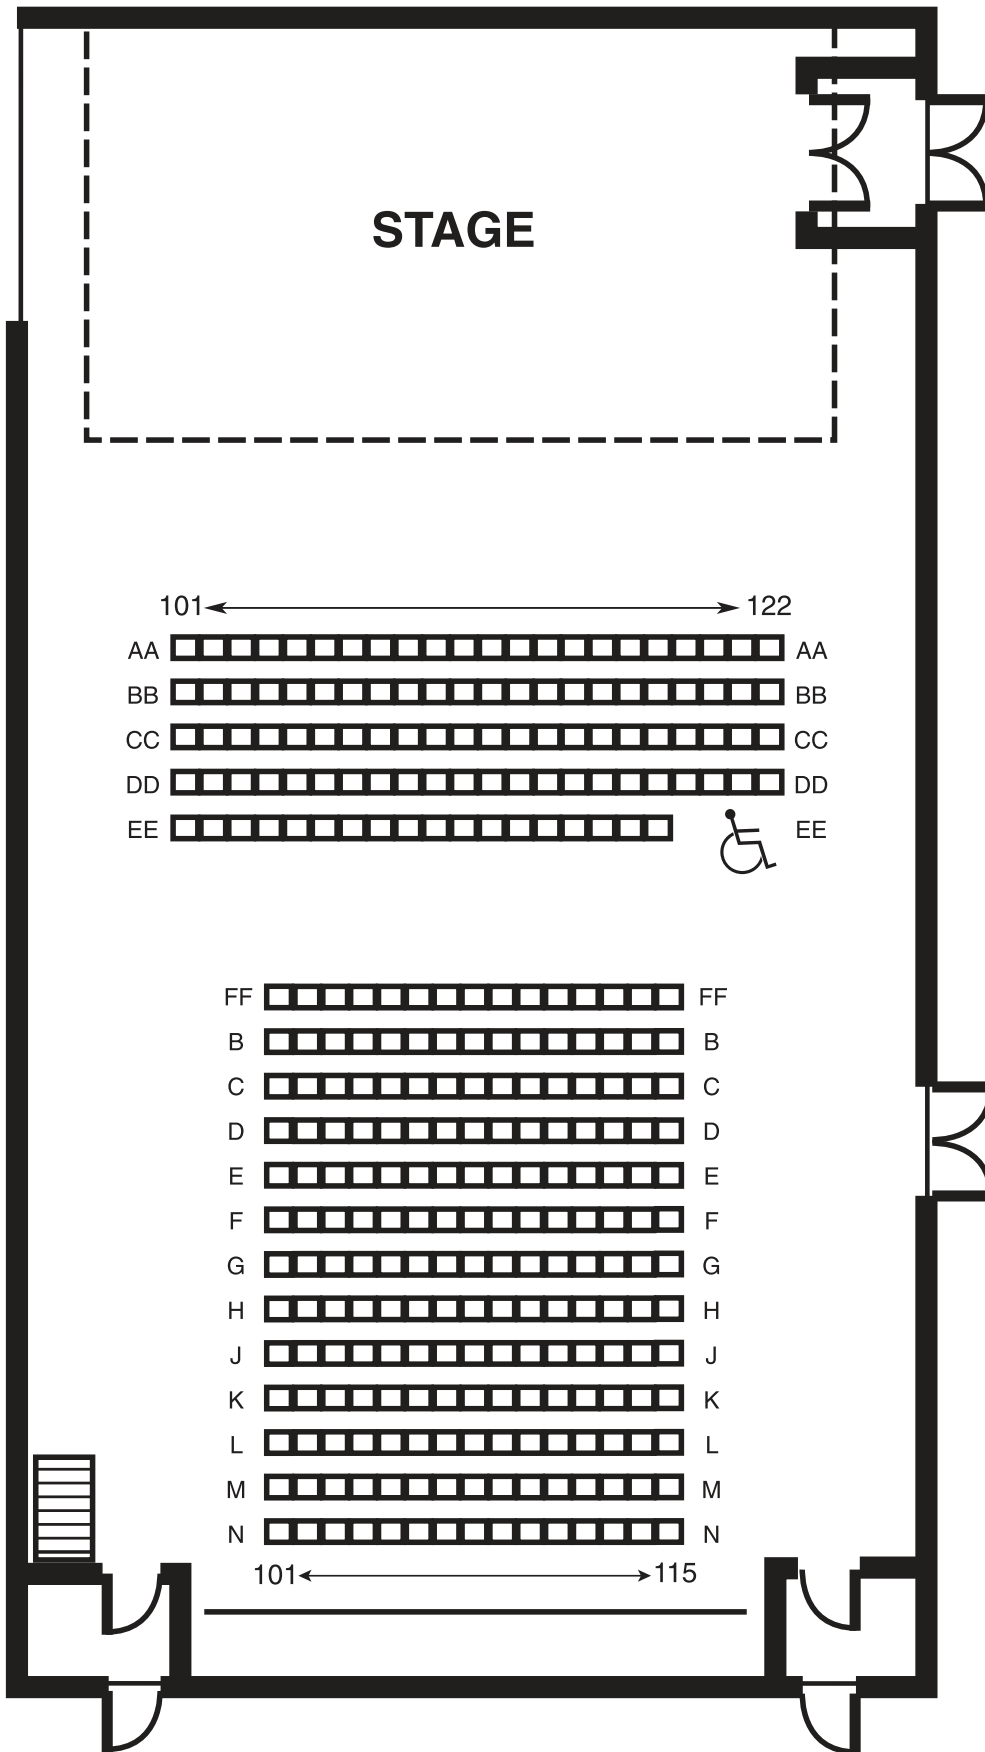 STAGE
101 122
AA AA
BB BB
CC CC
DD DD
EE EE
FF FF
B B
C C
D D
E E
F F
G G
H H
J J
K K
L L
M M
N N
101 115